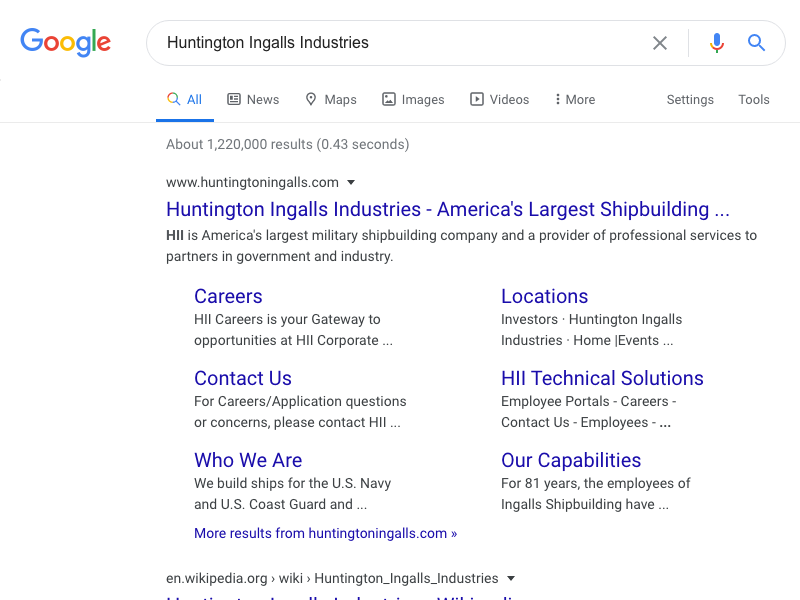 Google
Huntington Ingalls Industries
All
News
Maps
Images
Videos
More
Settings
Tools
About 1,220,000 results (0.43 seconds)
www.huntingtoningalls.com
Huntington Ingalls Industries - America's Largest Shipbuilding ...
HII is America's largest military shipbuilding company and a provider of professional services to
partners in government and industry.
Careers
HII Careers is your Gateway to
opportunities at HII Corporate ...
Locations
Investors · Huntington Ingalls
Industries · Home |Events ...
Contact Us
For Careers/Application questions
or concerns, please contact HII ...
HII Technical Solutions
Employee Portals - Careers -
Contact Us - Employees - ...
Who We Are
We build ships for the U.S. Navy
and U.S. Coast Guard and ...
Our Capabilities
For 81 years, the employees of
Ingalls Shipbuilding have ...
More results from huntingtoningalls.com »
en.wikipedia.org › wiki › Huntington_Ingalls_Industries